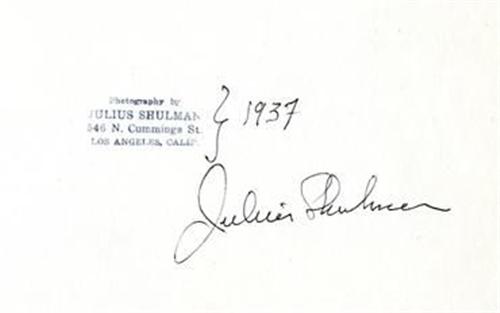 Photography by
JULIUS SHULMAN
546 N. Cummings St.
LOS ANGELES, CALIF.
} 1937
Julius Shulman